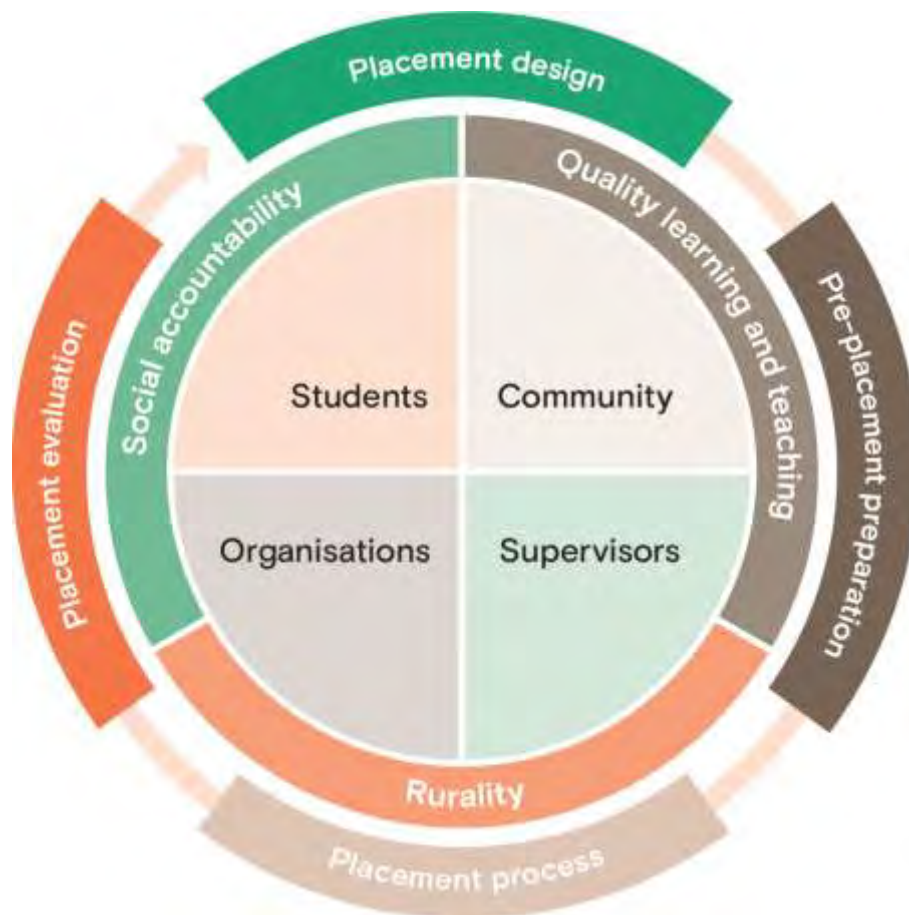 Placement design
Quality learning and teaching
Pre-placement preparation
Social accountability
Placement evaluation
Students
Community
Organisations
Supervisors
Rurality
Placement process